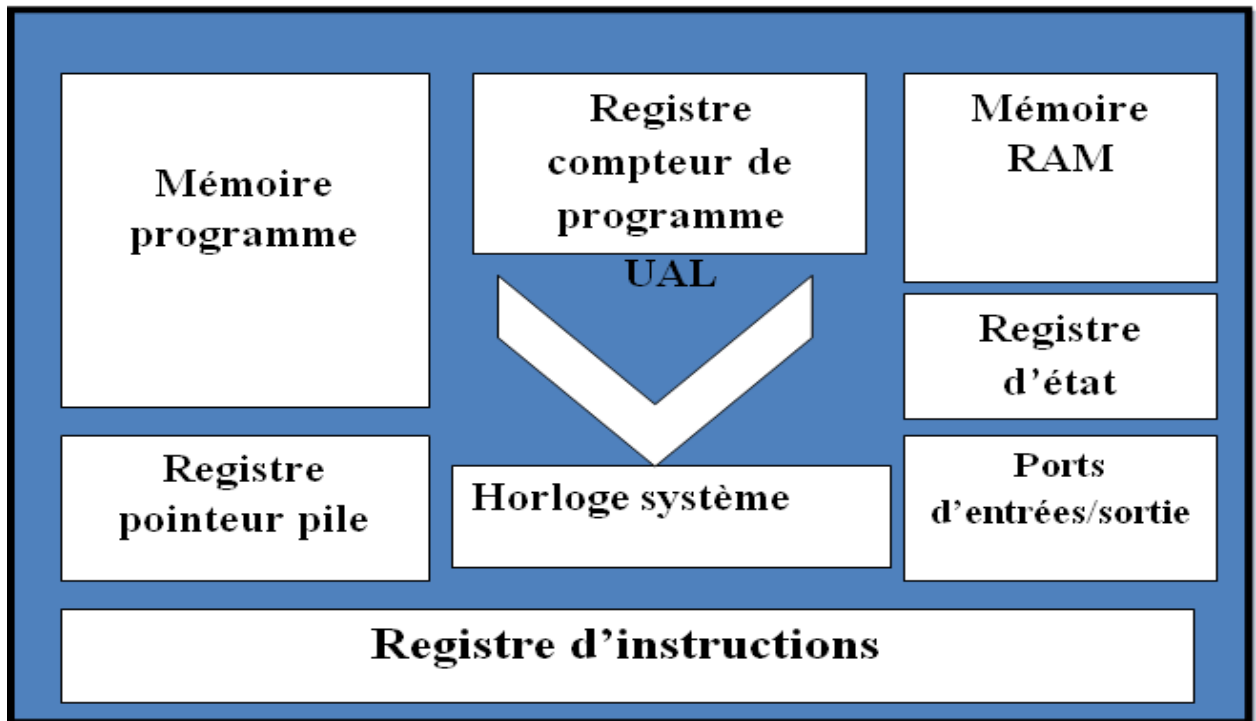 Mémoire
programme
Registre
compteur de
programme
UAL
Mémoire
RAM
Registre
d’état
Registre
pointeur pile
Horloge système
Ports
d’entrées/sortie
Registre d’instructions